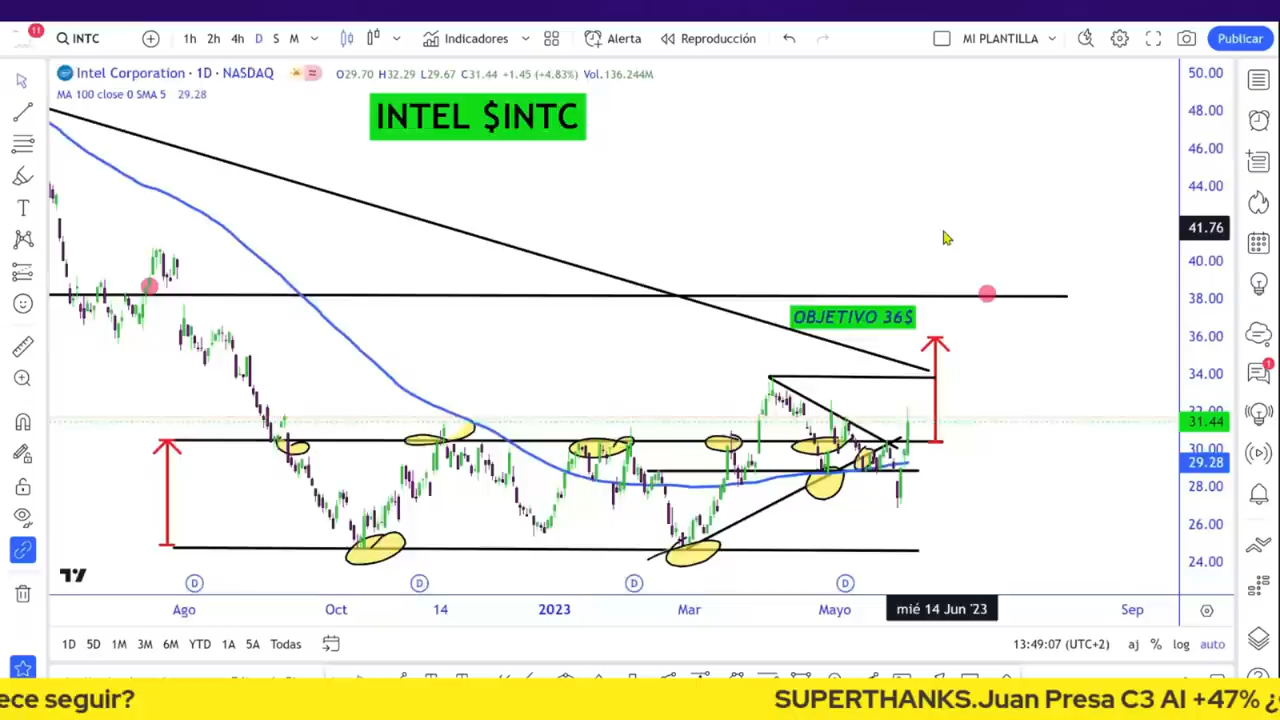 11
INTC
1h 2h 4h D S M
Indicadores
Alerta
Reproducción
MI PLANTILLA
Publicar
Intel Corporation · 1D · NASDAQ
O29.70 H32.29 L29.67 C31.44 +1.45 (+4.83%) Vol.136.244M
MA 100 close 0 SMA 5 29.28
INTEL $INTC
50.00
48.00
46.00
44.00
41.76
40.00
38.00
OBJETIVO 36$
36.00
34.00
31.44
30.00
29.28
28.00
26.00
24.00
1
D D D D
Ago Oct 14 2023 Mar Mayo mié 14 Jun '23 Sep
1D 5D 1M 3M 6M YTD 1A 5A Todas
13:49:07 (UTC+2) aj % log auto
ece seguir? SUPERTHANKS.Juan Presa C3 AI +47% ¿